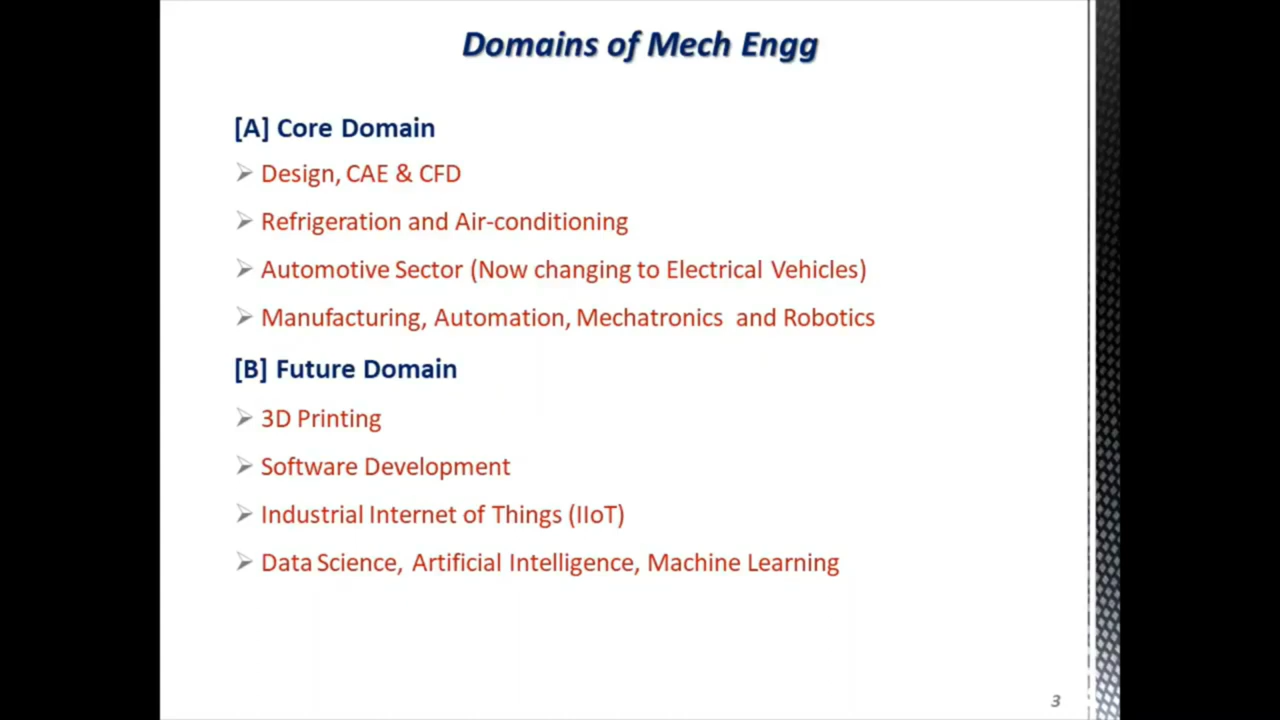 Domains of Mech Engg
[A] Core Domain
Design, CAE & CFD
Refrigeration and Air-conditioning
Automotive Sector (Now changing to Electrical Vehicles)
Manufacturing, Automation, Mechatronics and Robotics
[B] Future Domain
3D Printing
Software Development
Industrial Internet of Things (IIoT)
Data Science, Artificial Intelligence, Machine Learning
3